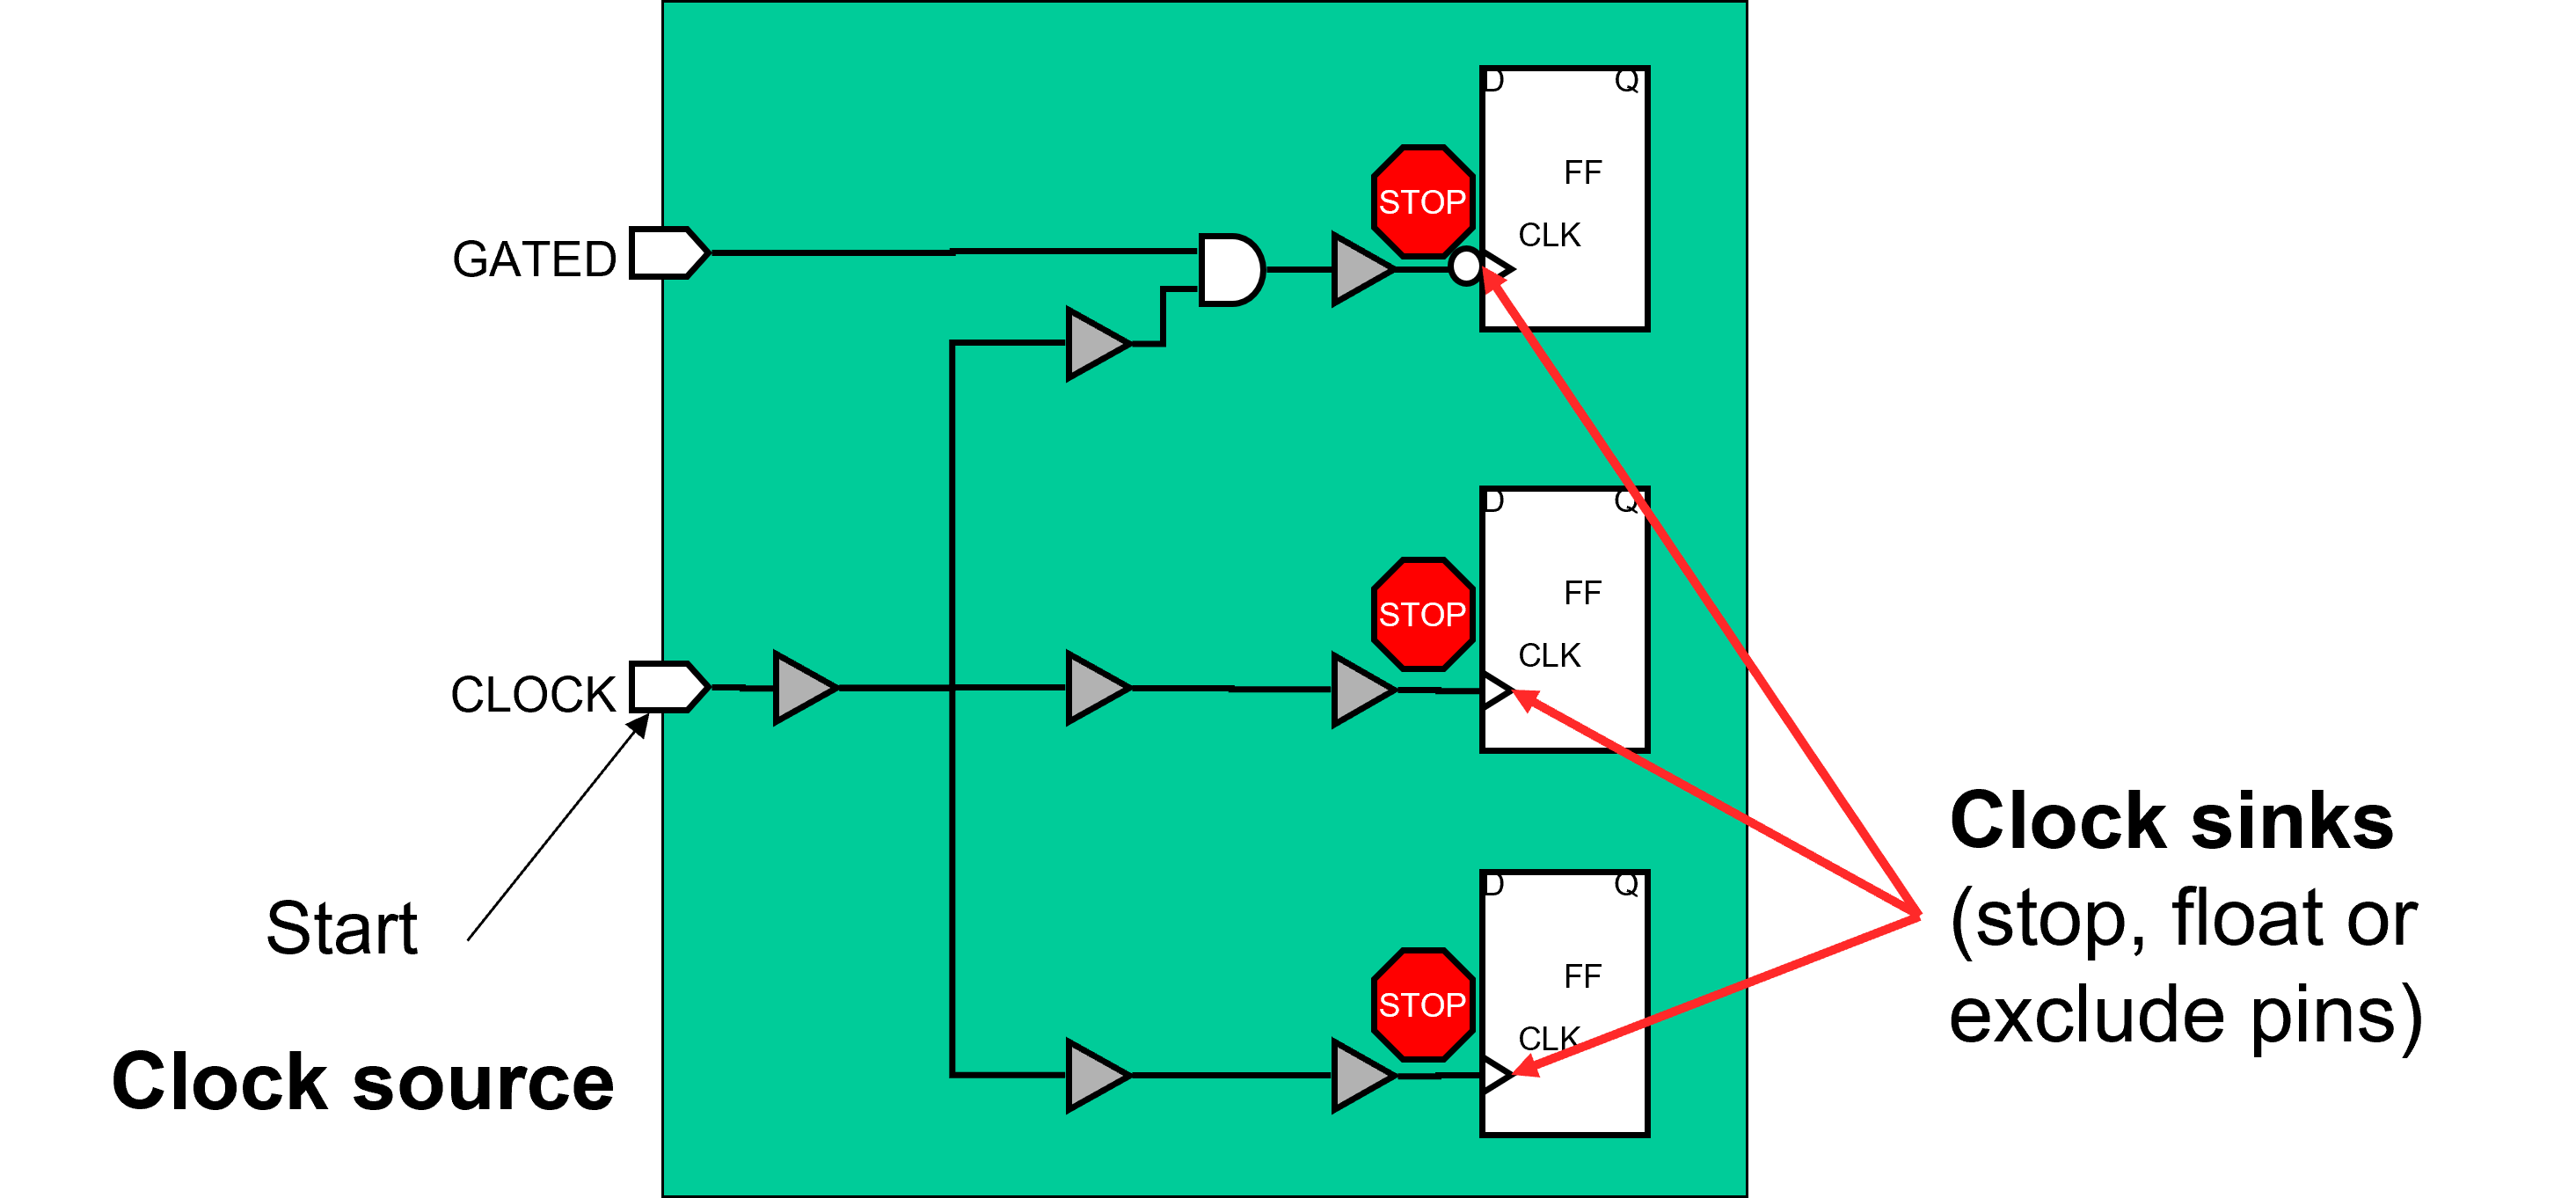 D Q
FF
STOP
CLK
GATED
D Q
FF
STOP
CLK
CLOCK
Clock sinks
(stop, float or
exclude pins)
D Q
Start
FF
STOP
CLK
Clock source